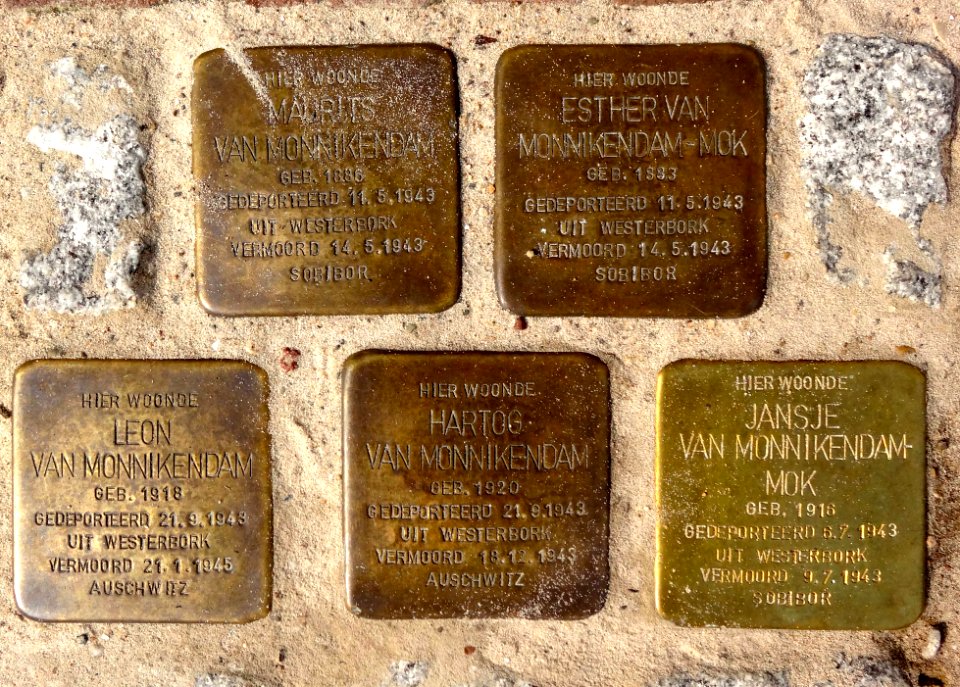 HIER WOONDE
MAURITS
VAN MONNIKENDAM
GEB. 1886
GEDEPORTEERD 11.5.1943
UIT WESTERBORK
VERMOORD 14.5.1943
SOBIBOR
HIER WOONDE
ESTHER VAN
MONNIKENDAM-MOK
GEB. 1883
GEDEPORTEERD 11.5.1943
UIT WESTERBORK
VERMOORD 14.5.1943
SOBIBOR
HIER WOONDE
LEON
VAN MONNIKENDAM
GEB. 1918
GEDEPORTEERD 21.9.1943
UIT WESTERBORK
VERMOORD 21.1.1945
AUSCHWITZ
HIER WOONDE
HARTOG
VAN MONNIKENDAM
GEB. 1920
GEDEPORTEERD 21.9.1943
UIT WESTERBORK
VERMOORD 18.12.1943
AUSCHWITZ
HIER WOONDE
JANSJE
VAN MONNIKENDAM-
MOK
GEB. 1916
GEDEPORTEERD 6.7.1943
UIT WESTERBORK
VERMOORD 9.7.1943
SOBIBOR